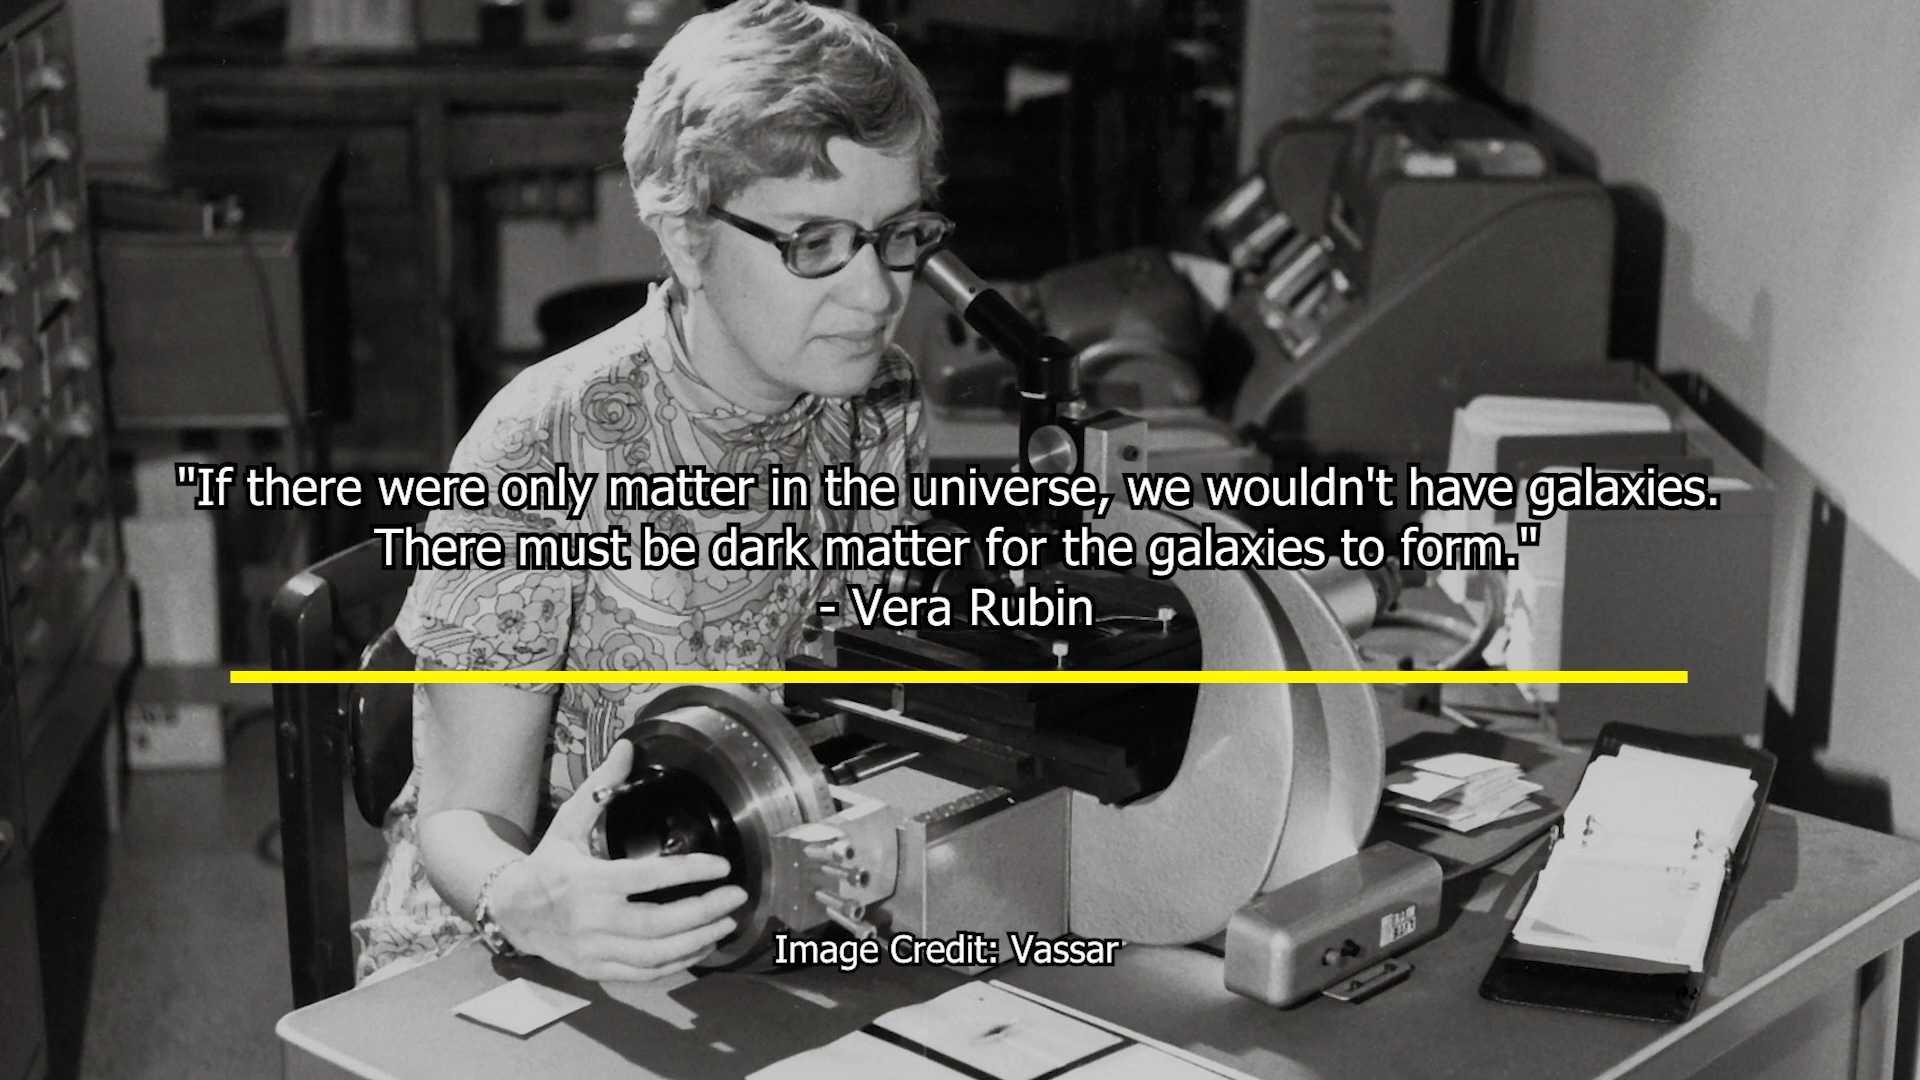 "If there were only matter in the universe, we wouldn't have galaxies.
There must be dark matter for the galaxies to form."
- Vera Rubin
Image Credit: Vassar